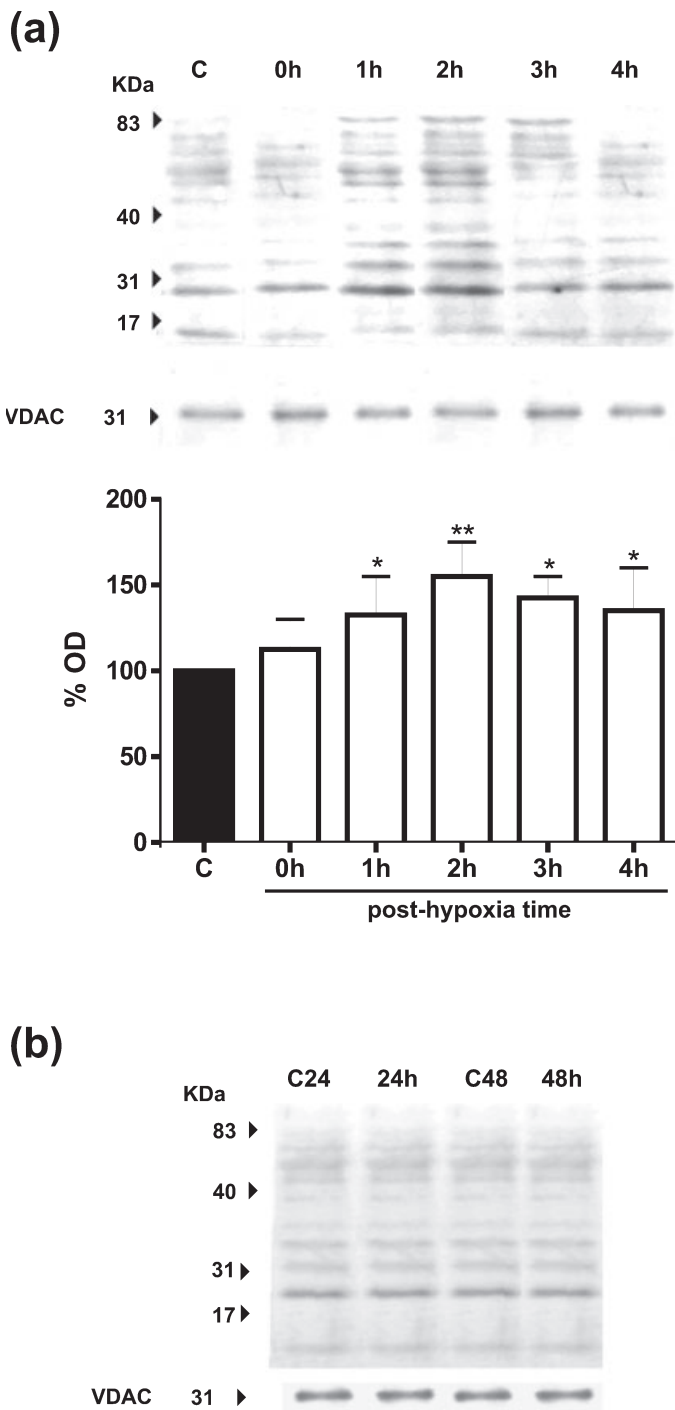 (a)
KDa C 0h 1h 2h 3h 4h
83
40
31
17
VDAC 31
200
150
100
50
0
% OD
* ** * *
C 0h 1h 2h 3h 4h
post-hypoxia time
(b)
KDa C24 24h C48 48h
83
40
31
17
VDAC 31